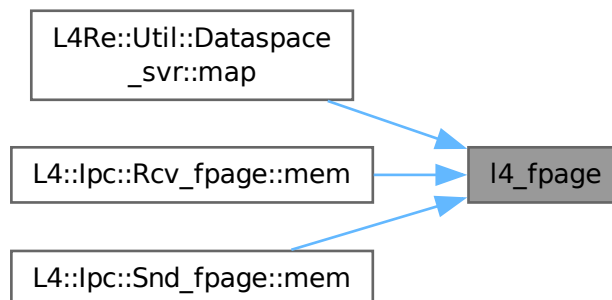 L4Re::Util::Dataspace
_svr::map
L4::Ipc::Rcv_fpage::mem
l4_fpage
L4::Ipc::Snd_fpage::mem